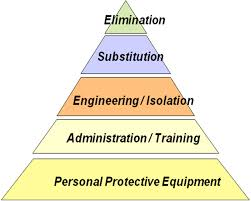 Elimination
Substitution
Engineering / Isolation
Administration / Training
Personal Protective Equipment